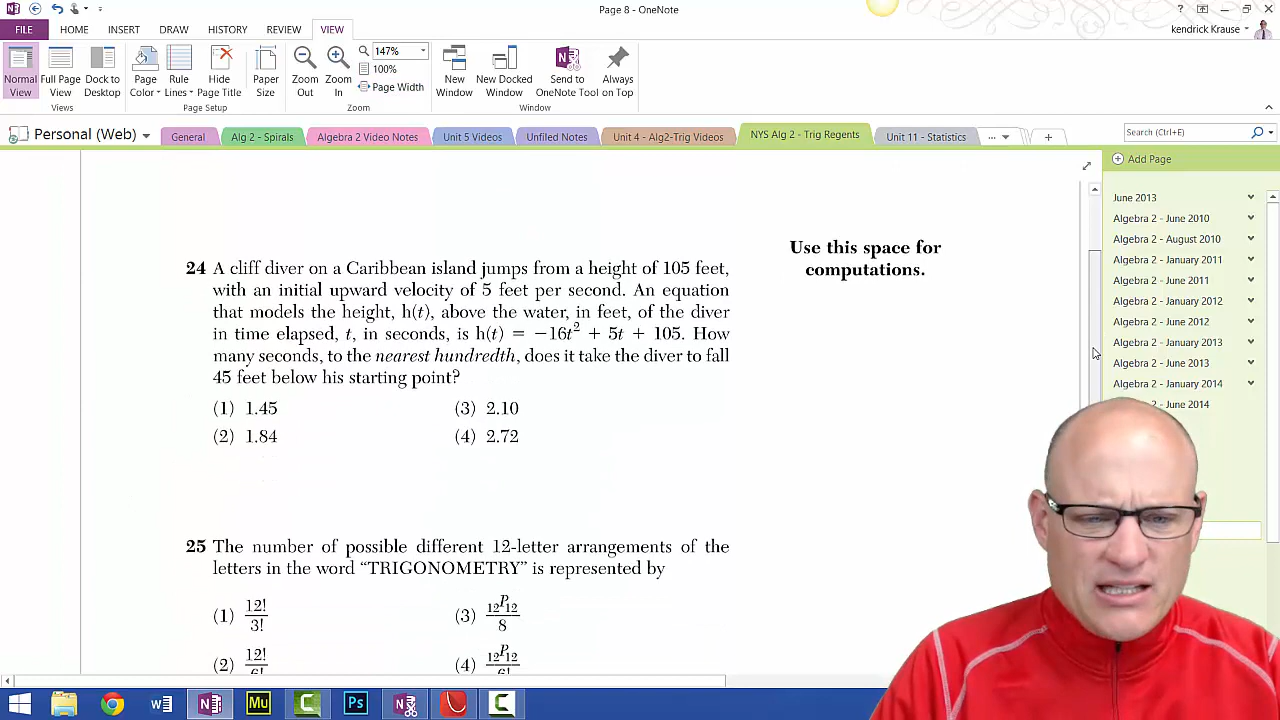 Page 8 - OneNote
kendrick Krause
FILE HOME INSERT DRAW HISTORY REVIEW VIEW
Normal View
Full Page View
Dock to Desktop
Page Color
Rule Lines
Hide Page Title
Paper Size
Zoom Out
Zoom In
147%
100%
Page Width
New Window
New Docked Window
Send to OneNote Tool
Always on Top
Views
Page Setup
Zoom
Window
Personal (Web)
General
Alg 2 - Spirals
Algebra 2 Video Notes
Unit 5 Videos
Unfiled Notes
Unit 4 - Alg2-Trig Videos
NYS Alg 2 - Trig Regents
Unit 11 - Statistics
...
Search (Ctrl+E)
Add Page
June 2013
Algebra 2 - June 2010
Algebra 2 - August 2010
Algebra 2 - January 2011
Algebra 2 - June 2011
Algebra 2 - January 2012
Algebra 2 - June 2012
Algebra 2 - January 2013
Algebra 2 - June 2013
Algebra 2 - January 2014
- June 2014
Use this space for
computations.
24 A cliff diver on a Caribbean island jumps from a height of 105 feet,
with an initial upward velocity of 5 feet per second. An equation
that models the height, h(t), above the water, in feet, of the diver
in time elapsed, t, in seconds, is h(t) = −16t² + 5t + 105. How
many seconds, to the nearest hundredth, does it take the diver to fall
45 feet below his starting point?
(1) 1.45 (3) 2.10
(2) 1.84 (4) 2.72
25 The number of possible different 12-letter arrangements of the
letters in the word “TRIGONOMETRY” is represented by
(1) 12!/3! (3) ₁₂P₁₂/8
(2) 12! (4) ₁₂P₁₂
Mu
Ps